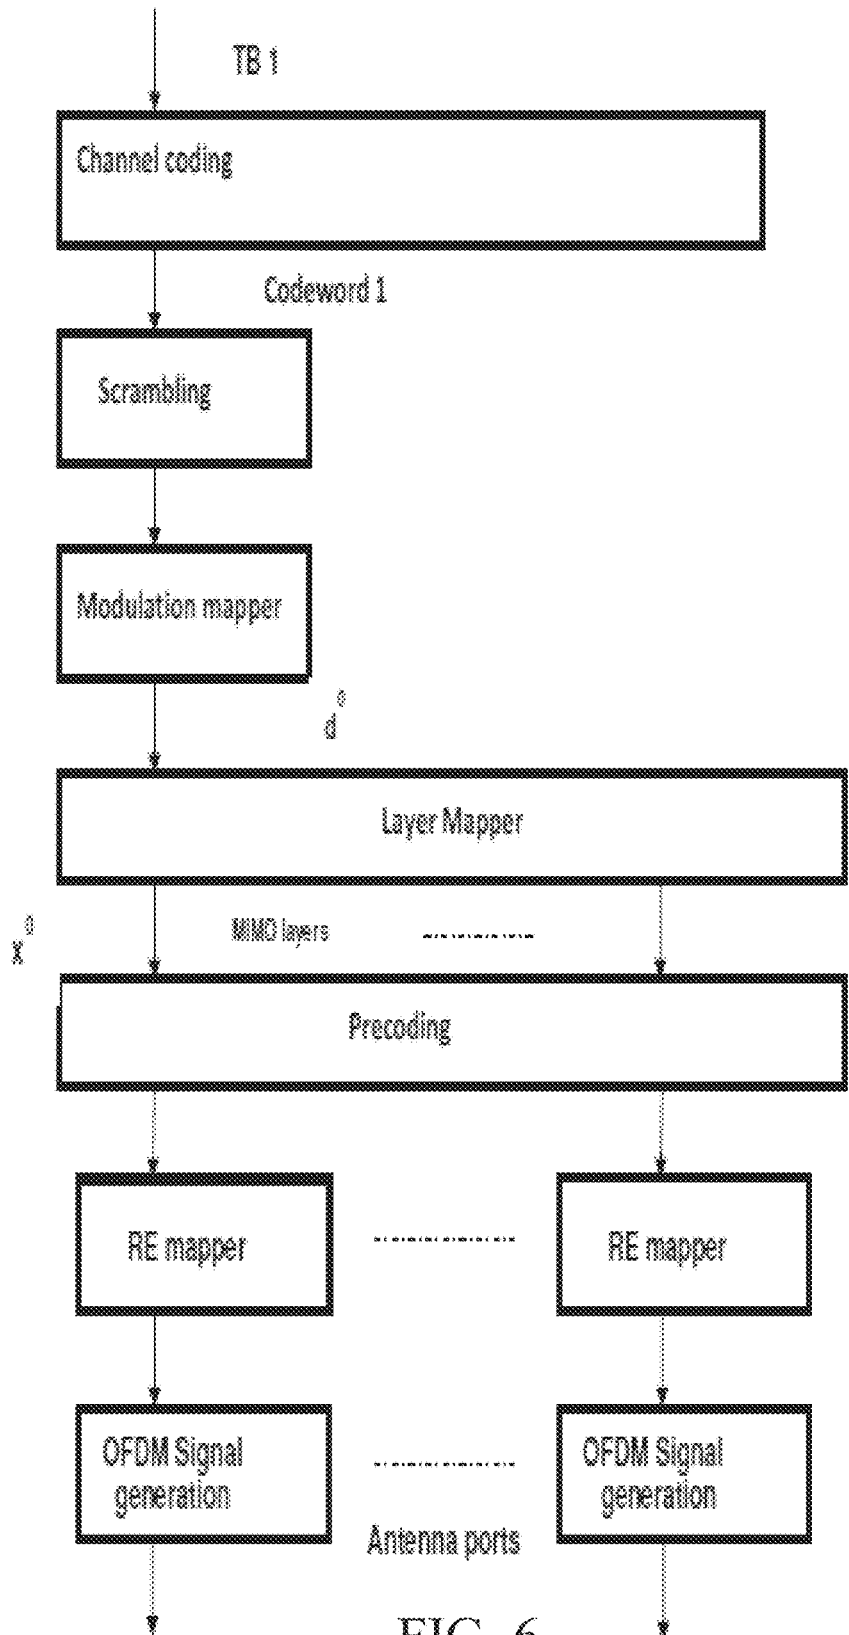 TB 1
Channel coding
Codeword 1
Scrambling
Modulation mapper
d⁰
Layer Mapper
x⁰
MIMO layers
Precoding
RE mapper
RE mapper
OFDM Signal
generation
OFDM Signal
generation
Antenna ports
FIG. 6